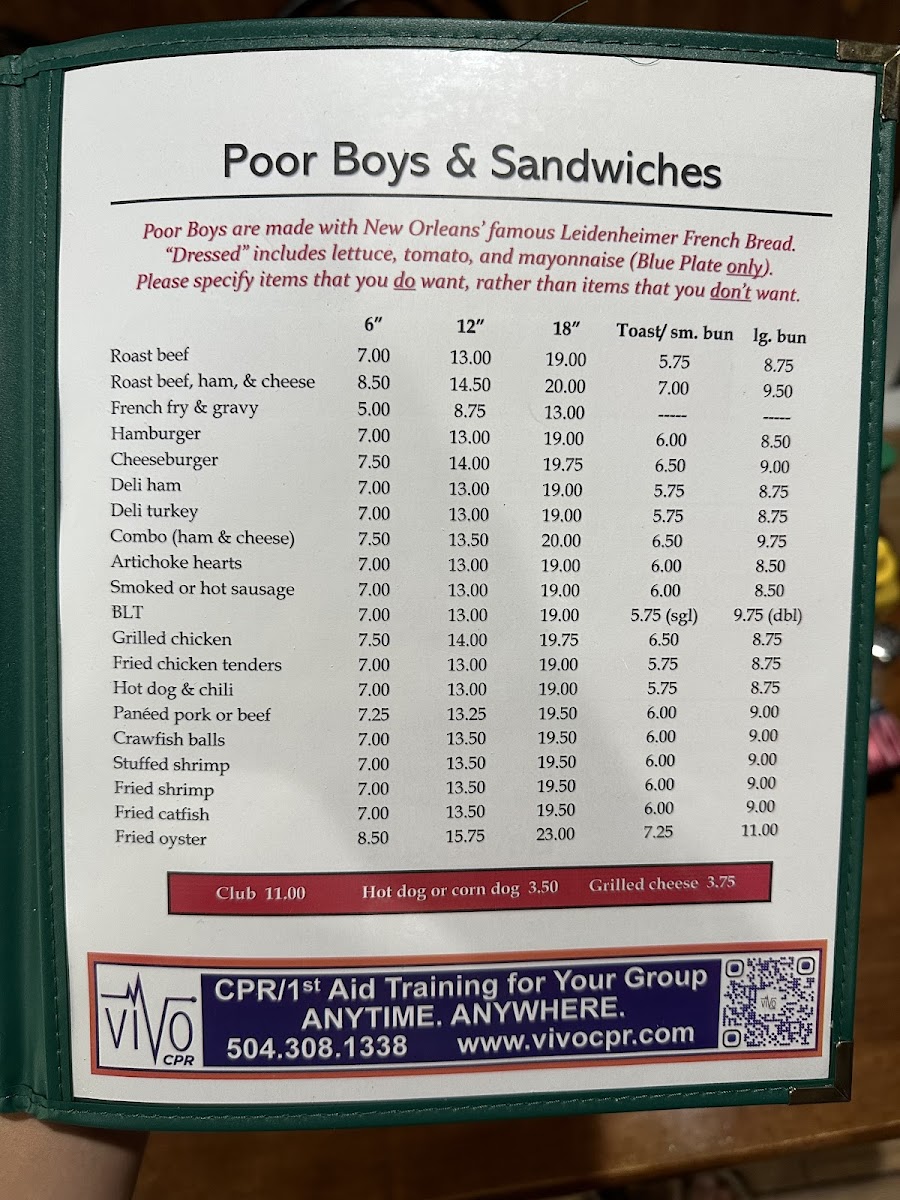 Poor Boys & Sandwiches
Poor Boys are made with New Orleans' famous Leidenheimer French Bread.
“Dressed” includes lettuce, tomato, and mayonnaise (Blue Plate only).
Please specify items that you do want, rather than items that you don't want.
6” 12” 18” Toast/ sm. bun lg. bun
Roast beef 7.00 13.00 19.00 5.75 8.75
Roast beef, ham, & cheese 8.50 14.50 20.00 7.00 9.50
French fry & gravy 5.00 8.75 13.00 ----- -----
Hamburger 7.00 13.00 19.00 6.00 8.50
Cheeseburger 7.50 14.00 19.75 6.50 9.00
Deli ham 7.00 13.00 19.00 5.75 8.75
Deli turkey 7.00 13.00 19.00 5.75 8.75
Combo (ham & cheese) 7.50 13.50 20.00 6.50 9.75
Artichoke hearts 7.00 13.00 19.00 6.00 8.50
Smoked or hot sausage 7.00 13.00 19.00 6.00 8.50
BLT 7.00 13.00 19.00 5.75 (sgl) 9.75 (dbl)
Grilled chicken 7.50 14.00 19.75 6.50 8.75
Fried chicken tenders 7.00 13.00 19.00 5.75 8.75
Hot dog & chili 7.00 13.00 19.00 5.75 8.75
Panéed pork or beef 7.25 13.25 19.50 6.00 9.00
Crawfish balls 7.00 13.50 19.50 6.00 9.00
Stuffed shrimp 7.00 13.50 19.50 6.00 9.00
Fried shrimp 7.00 13.50 19.50 6.00 9.00
Fried catfish 7.00 13.50 19.50 6.00 9.00
Fried oyster 8.50 15.75 23.00 7.25 11.00
Club 11.00 Hot dog or corn dog 3.50 Grilled cheese 3.75
VIVO
CPR
CPR/1st Aid Training for Your Group
ANYTIME. ANYWHERE.
504.308.1338 www.vivocpr.com
VIVO